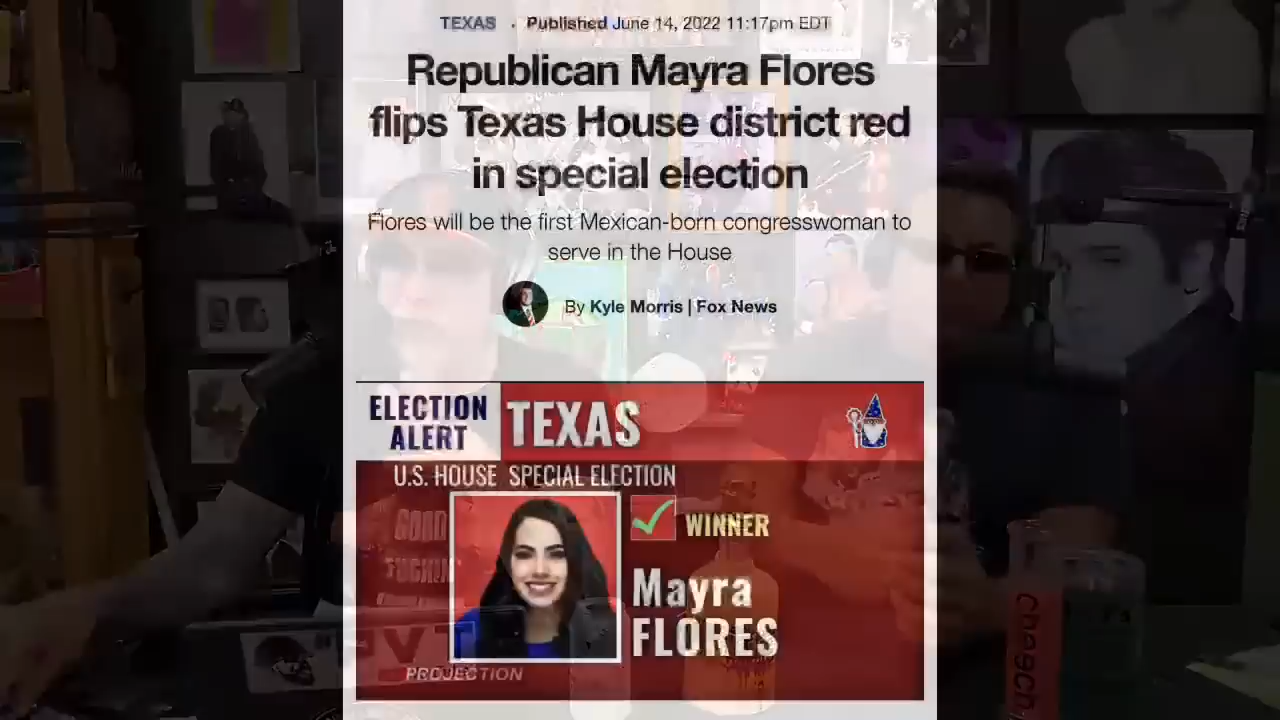 TEXAS . Published June 14, 2022 11:17pm EDT
Republican Mayra Flores
flips Texas House district red
in special election
Flores will be the first Mexican-born congresswoman to
serve in the House
By Kyle Morris | Fox News
ELECTION
ALERT
TEXAS
U.S. HOUSE SPECIAL ELECTION
WINNER
Mayra
FLORES
PROJECTION
GOOD